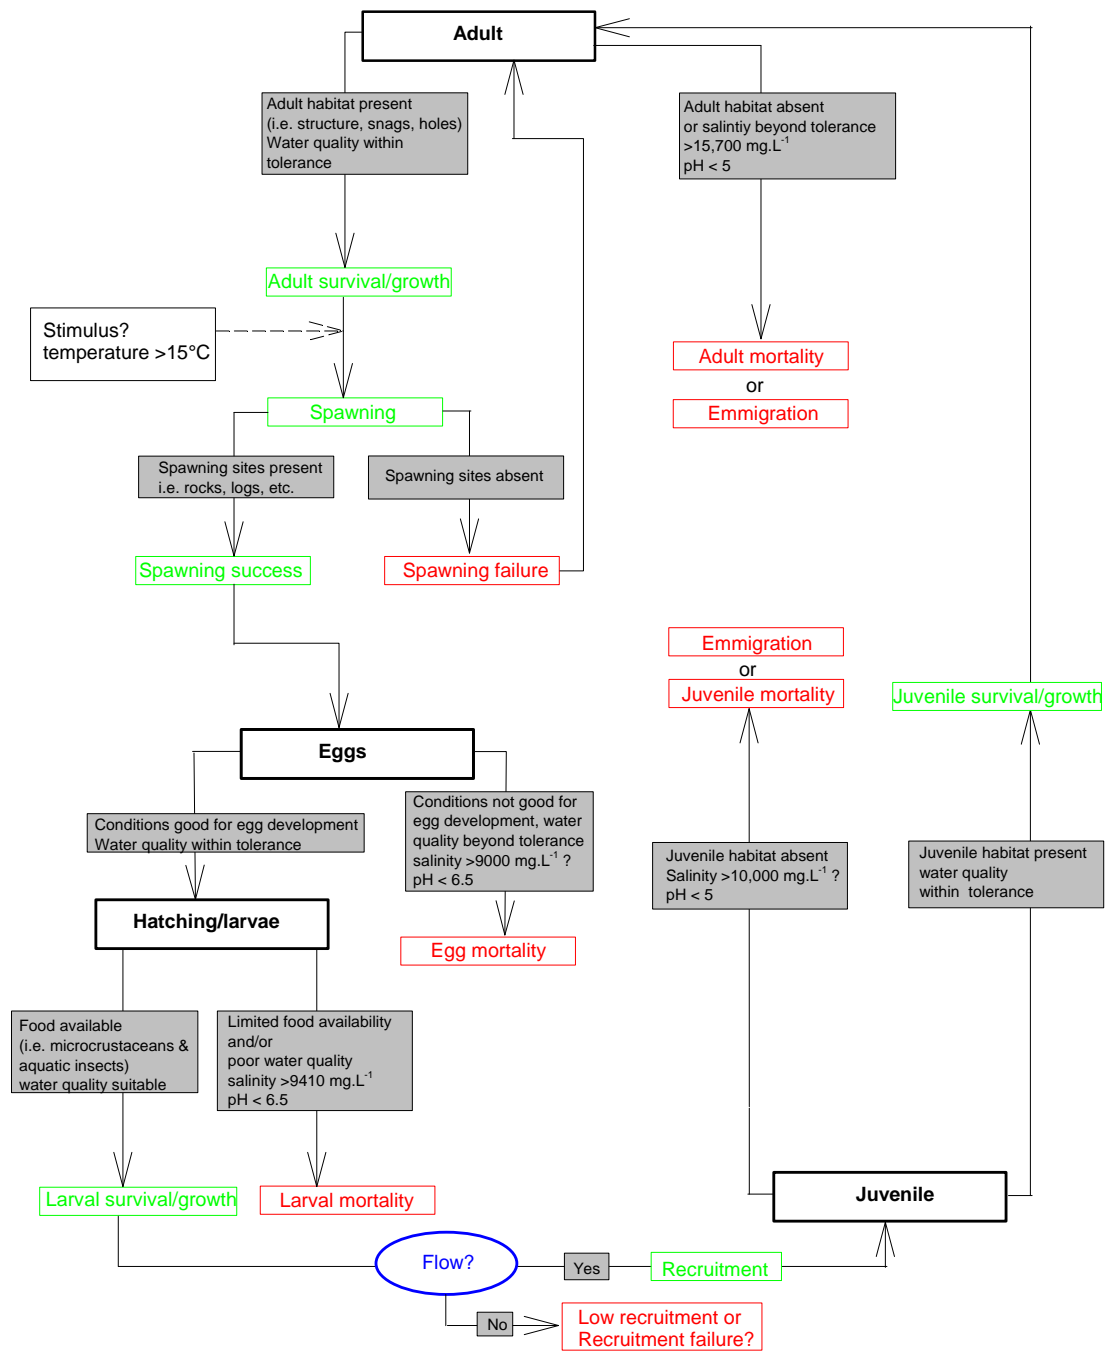 Adult
Adult habitat present
(i.e. structure, snags, holes)
Water quality within
tolerance
Adult habitat absent
or salintiy beyond tolerance
>15,700 mg.L⁻¹
pH < 5
Adult survival/growth
Stimulus?
temperature >15°C
Adult mortality
or
Emmigration
Spawning
Spawning sites present
i.e. rocks, logs, etc.
Spawning sites absent
Spawning success
Spawning failure
Emmigration
or
Juvenile mortality
Juvenile survival/growth
Eggs
Conditions good for egg development
Water quality within tolerance
Conditions not good for
egg development, water
quality beyond tolerance
salinity >9000 mg.L⁻¹ ?
pH < 6.5
Juvenile habitat absent
Salinity >10,000 mg.L⁻¹ ?
pH < 5
Juvenile habitat present
water quality
within tolerance
Hatching/larvae
Egg mortality
Food available
(i.e. microcrustaceans &
aquatic insects)
water quality suitable
Limited food availability
and/or
poor water quality
salinity >9410 mg.L⁻¹
pH < 6.5
Larval survival/growth
Larval mortality
Juvenile
Flow?
Yes
Recruitment
No
Low recruitment or
Recruitment failure?